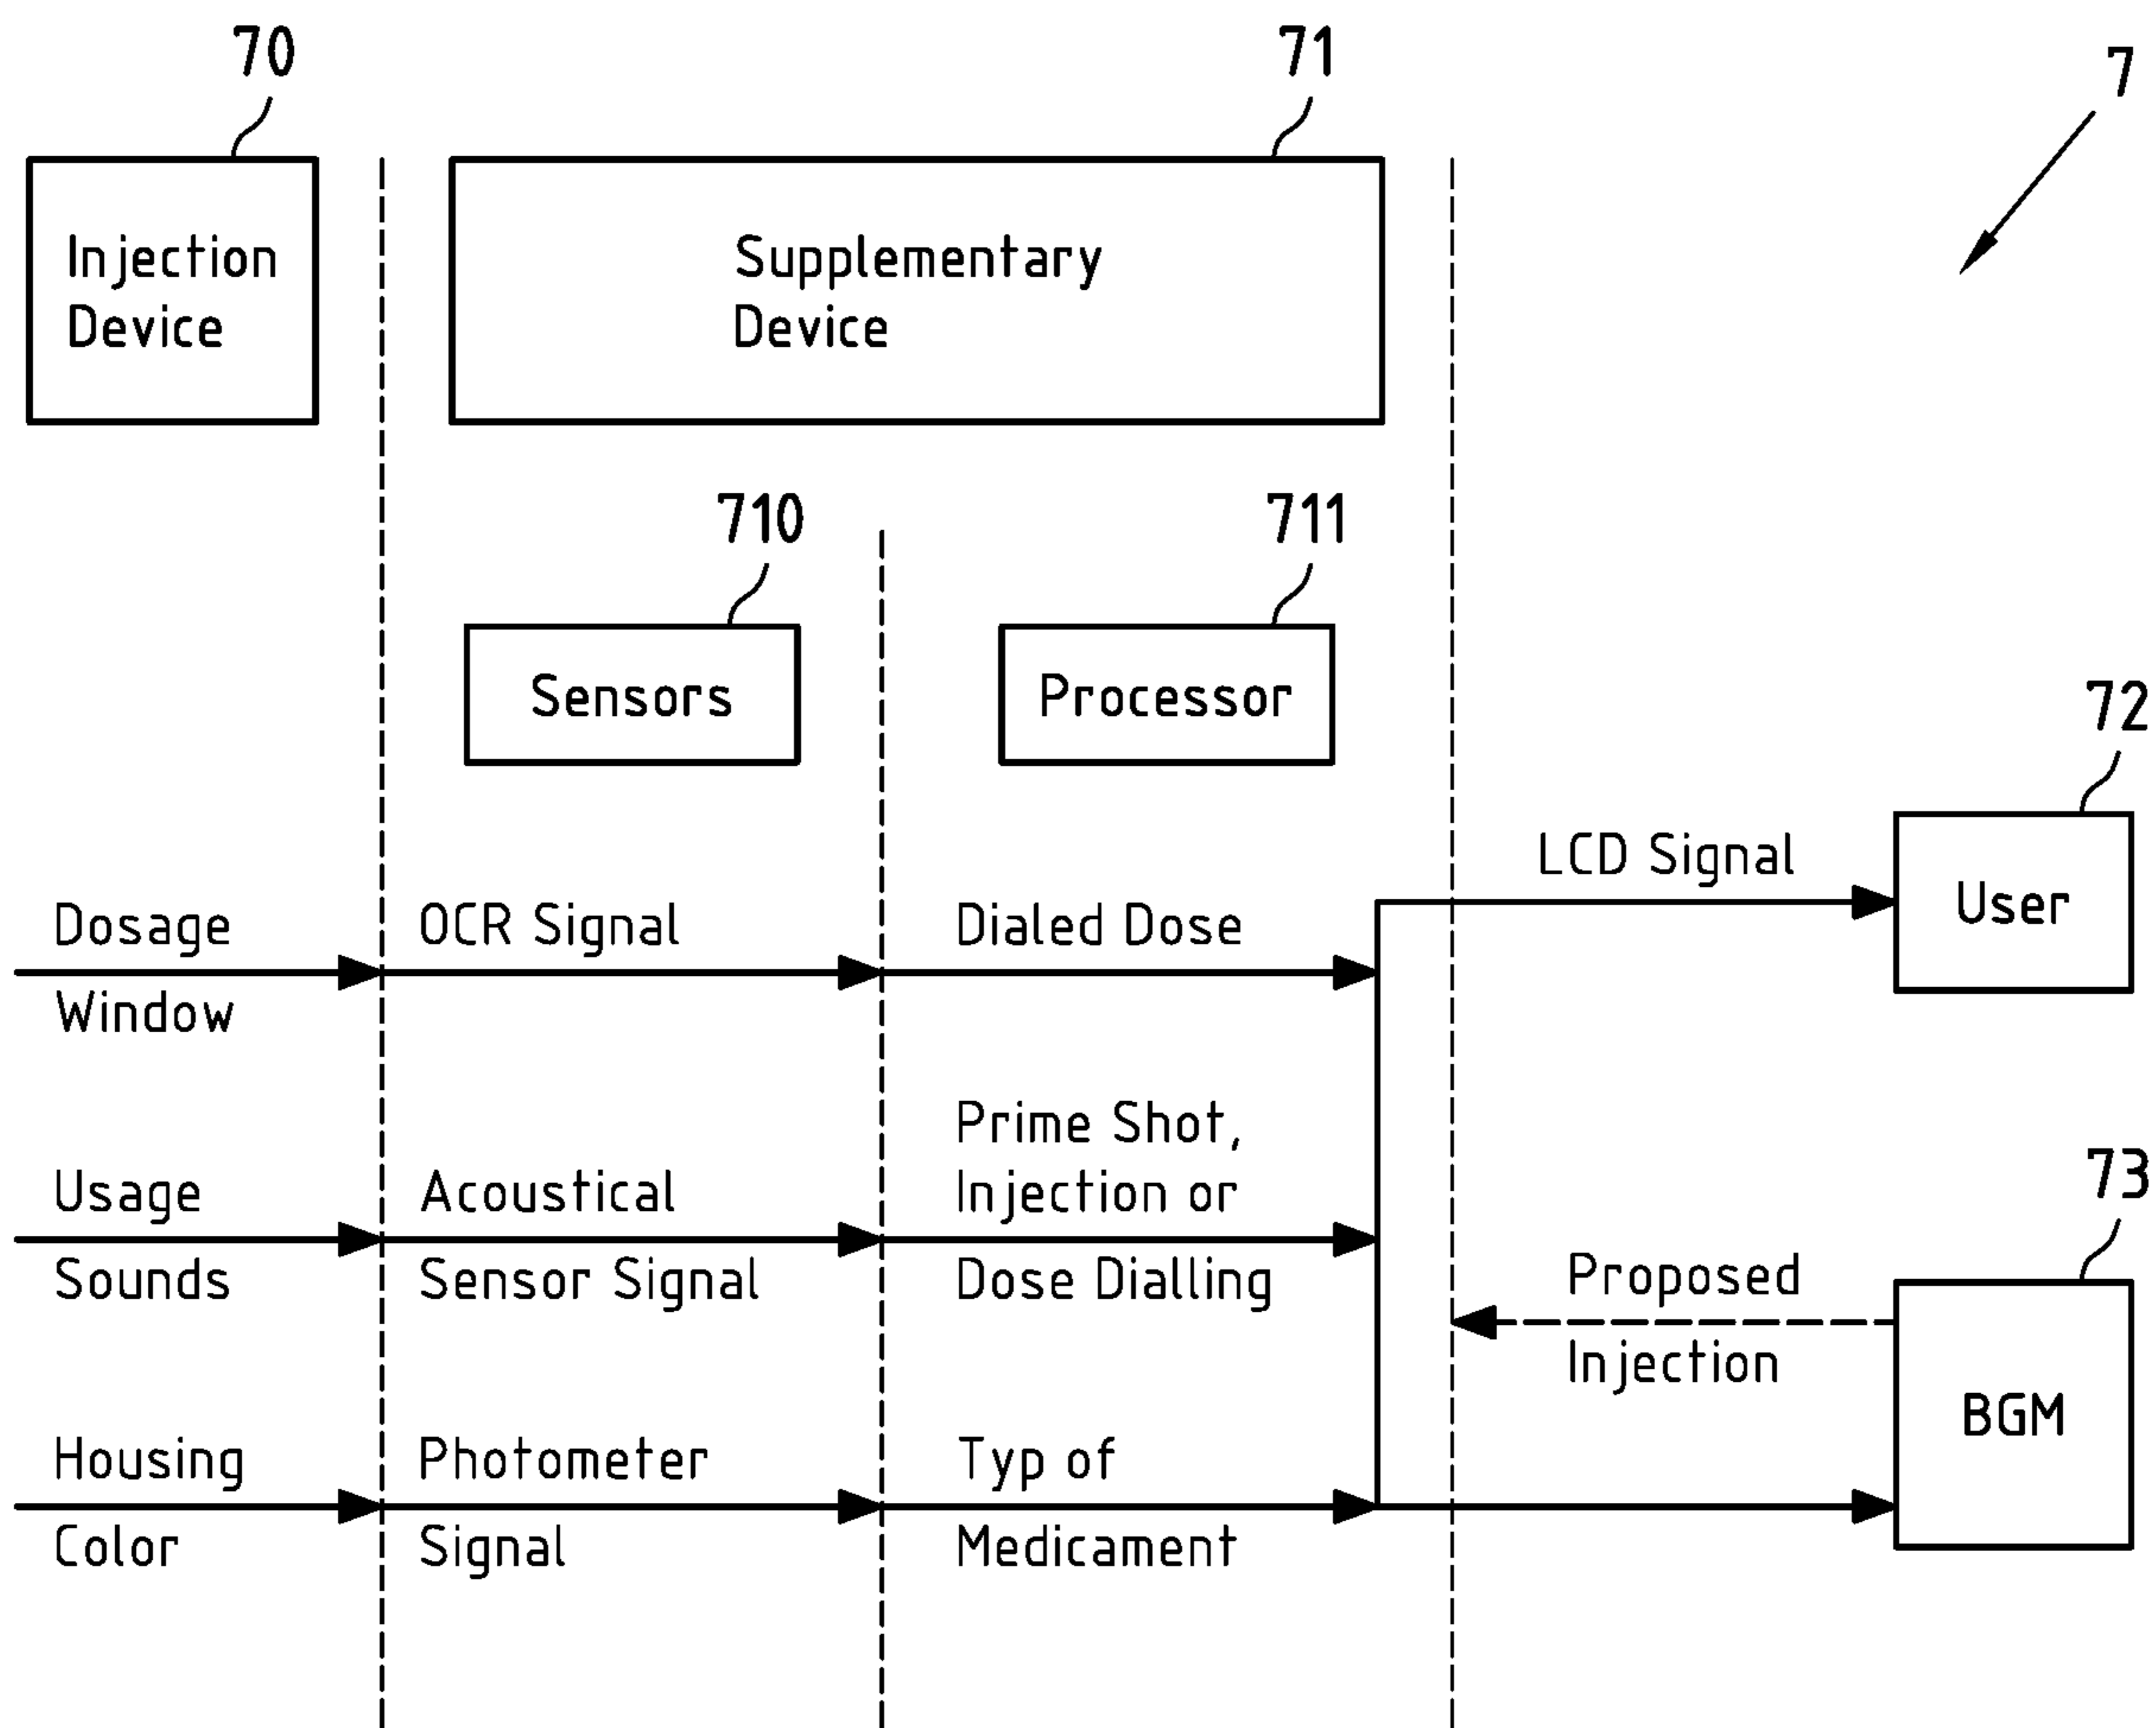 70
71
7
Injection
Device
Supplementary
Device
710
711
Sensors
Processor
72
LCD Signal
User
Dosage
Window
OCR Signal
Dialed Dose
Usage
Sounds
Acoustical
Sensor Signal
Prime Shot,
Injection or
Dose Dialling
73
Proposed
Injection
BGM
Housing
Color
Photometer
Signal
Typ of
Medicament